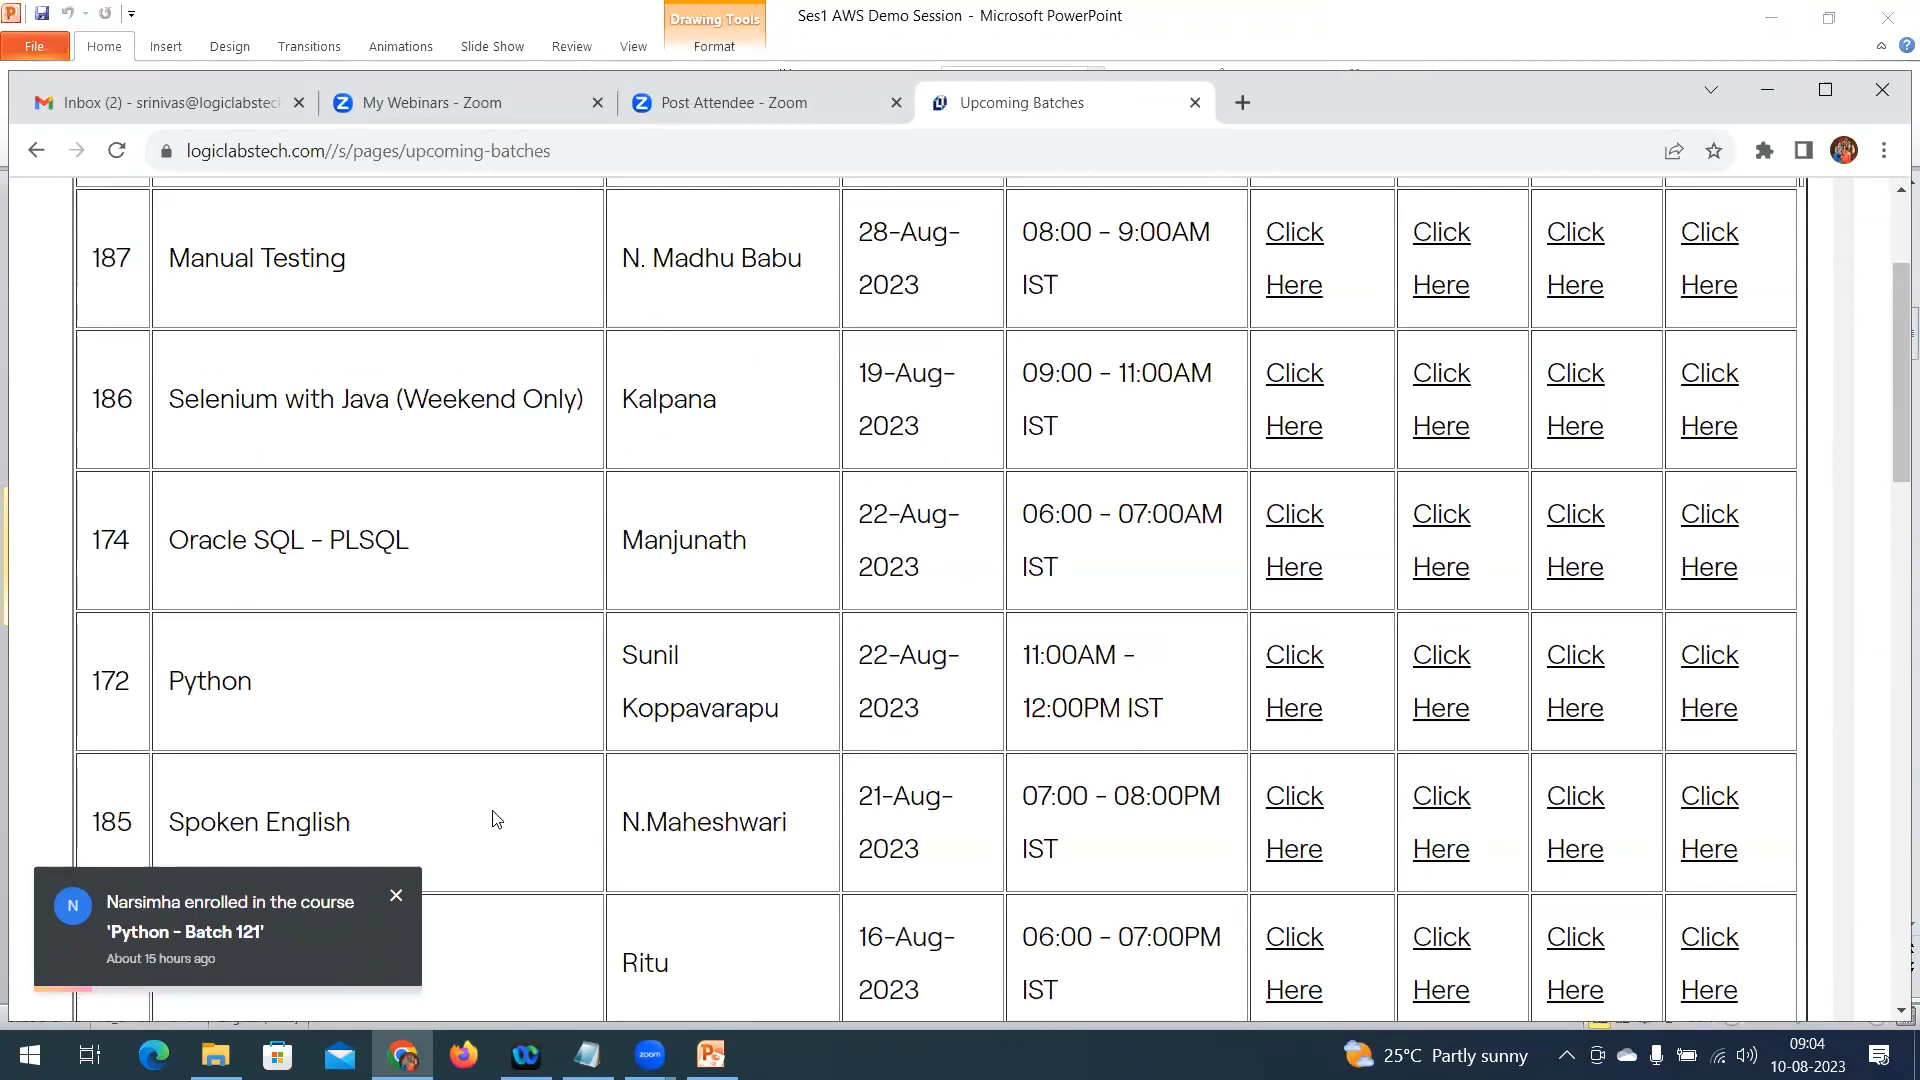 Drawing Tools
Ses1 AWS Demo Session - Microsoft PowerPoint
File Home Insert Design Transitions Animations Slide Show Review View Format
Inbox (2) - srinivas@logiclabstec
My Webinars - Zoom
Post Attendee - Zoom
Upcoming Batches
logiclabstech.com//s/pages/upcoming-batches
187 Manual Testing N. Madhu Babu 28-Aug-2023 08:00 - 9:00AM IST Click Here Click Here Click Here Click Here
186 Selenium with Java (Weekend Only) Kalpana 19-Aug-2023 09:00 - 11:00AM IST Click Here Click Here Click Here Click Here
174 Oracle SQL - PLSQL Manjunath 22-Aug-2023 06:00 - 07:00AM IST Click Here Click Here Click Here Click Here
172 Python Sunil Koppavarapu 22-Aug-2023 11:00AM - 12:00PM IST Click Here Click Here Click Here Click Here
185 Spoken English N.Maheshwari 21-Aug-2023 07:00 - 08:00PM IST Click Here Click Here Click Here Click Here
Ritu 16-Aug-2023 06:00 - 07:00PM IST Click Here Click Here Click Here Click Here
N
Narsimha enrolled in the course
'Python - Batch 121'
About 15 hours ago
zoom
25°C Partly sunny
09:04
10-08-2023